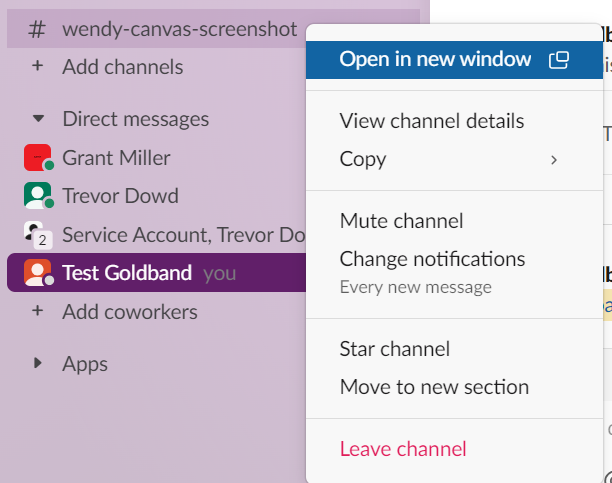 wendy-canvas-screenshot
Add channels
Direct messages
Grant Miller
Trevor Dowd
2
Service Account, Trevor Do
Test Goldband you
Add coworkers
Apps
Open in new window
View channel details
Copy
Mute channel
Change notifications
Every new message
Star channel
Move to new section
Leave channel